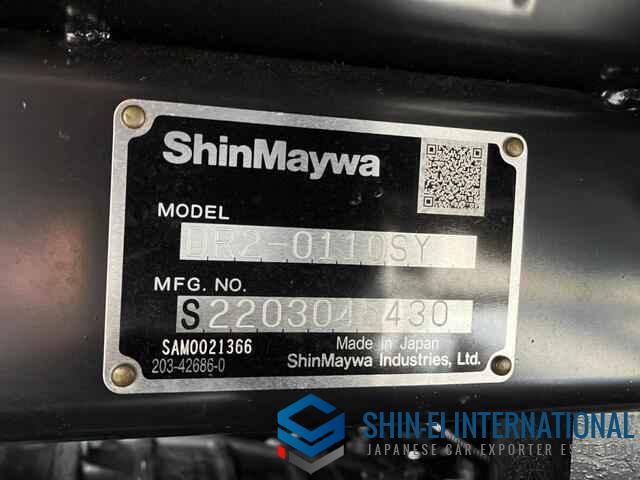 ShinMaywa
MODEL
DR2-0110SY
MFG. NO.
SAM0021366
Made in Japan
203-42686-0
ShinMaywa Industries, Ltd.
SHIN-EI INTERNATIONAL
JAPANESE CAR EXPORTER